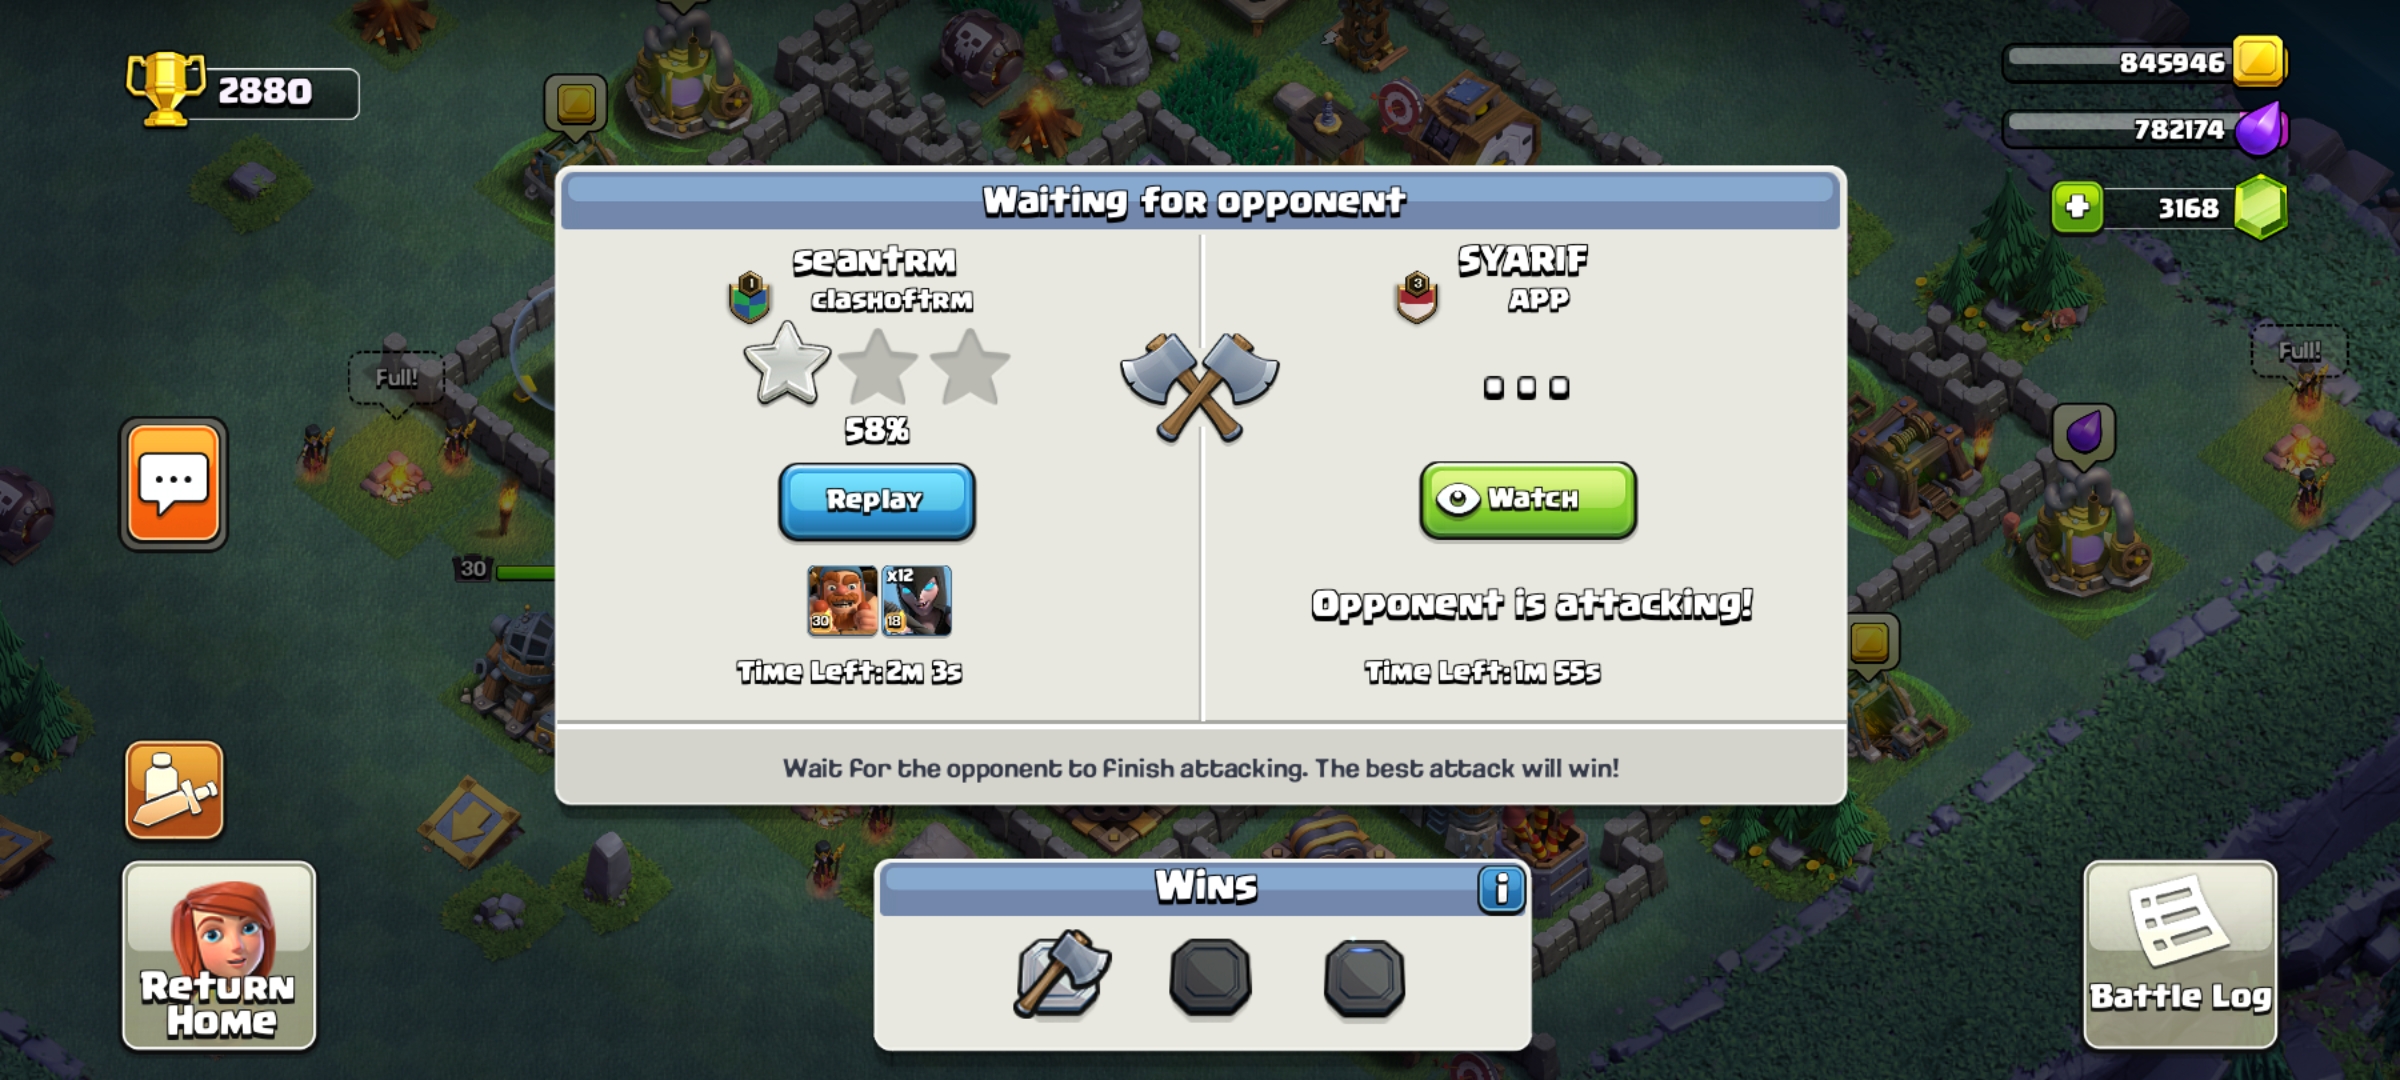 2880
845946
782174
3168
Waiting for opponent
seantrm
1
clashoftrm
58%
Replay
x12
30
18
Time Left:2m 3s
SYARIF
3
APP
Watch
Opponent is attacking!
Time Left:1m 55s
Wait for the opponent to finish attacking. The best attack will win!
Full!
Full!
30
Wins
i
Return
Home
Battle Log